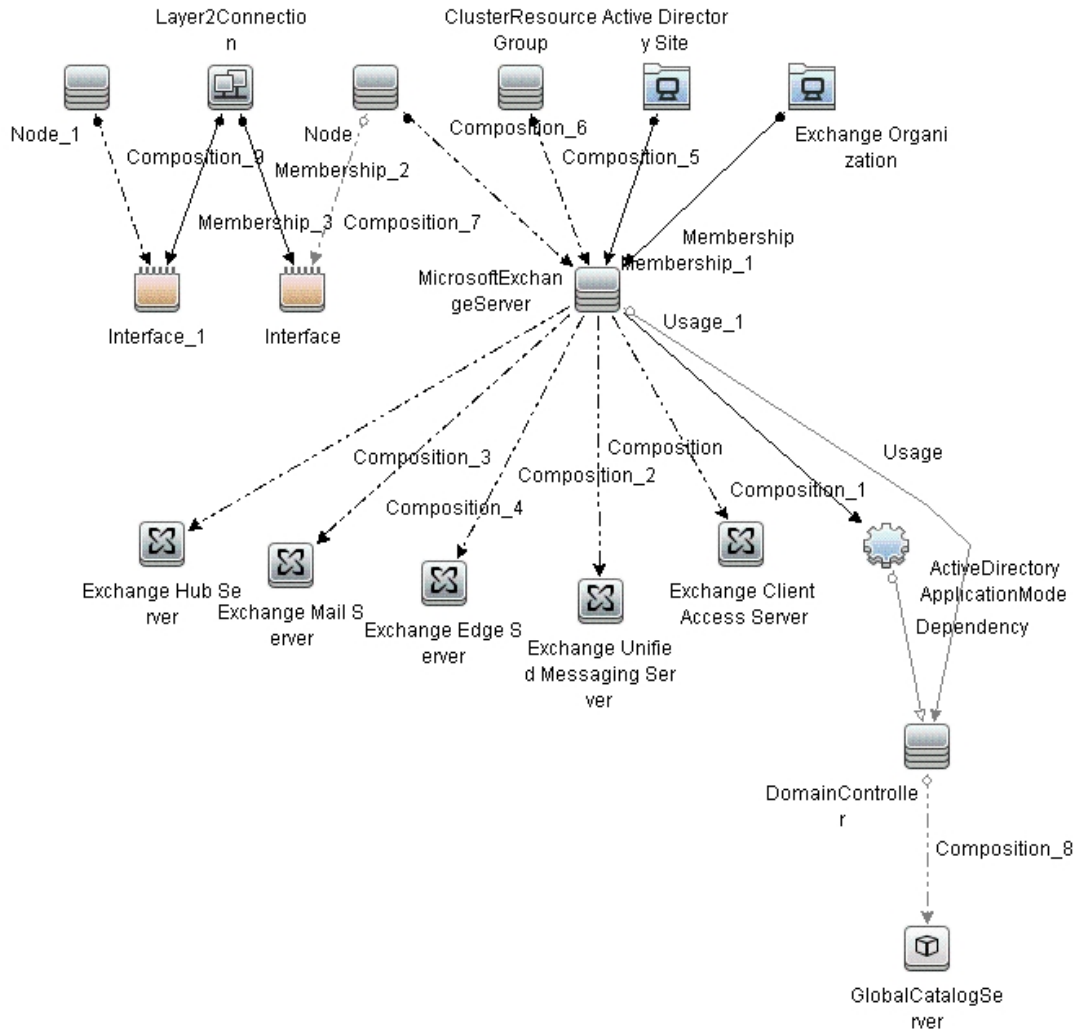 Layer2Connectio
n
ClusterResource
Group
Active Director
y Site
Node_1
Node
Composition_6
Exchange Organi
zation
Composition_9
Membership_2
Composition_5
Membership_3
Composition_7
Membership
Membership_1
MicrosoftExchan
geServer
Interface_1
Interface
Usage_1
Usage
Composition_3
Composition
Composition_2
Composition_1
Composition_4
Exchange Hub Se
rver
Exchange Mail S
erver
Exchange Edge S
erver
Exchange Unifie
d Messaging Ser
ver
Exchange Client
Access Server
ActiveDirectory
ApplicationMode
Dependency
DomainControlle
r
Composition_8
GlobalCatalogSe
rver